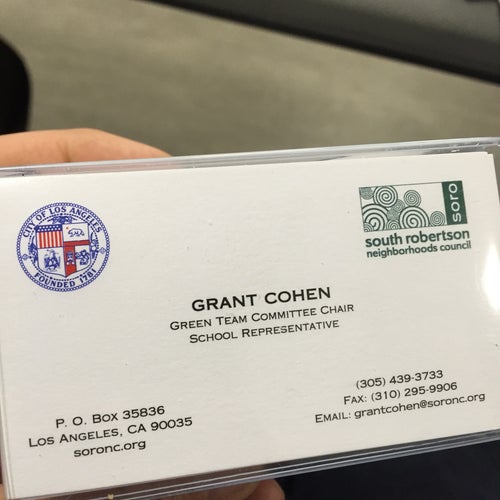 CITY OF LOS ANGELES
FOUNDED 1781
soro
south robertson
neighborhoods council
GRANT COHEN
GREEN TEAM COMMITTEE CHAIR
SCHOOL REPRESENTATIVE
P. O. BOX 35836
LOS ANGELES, CA 90035
soronc.org
(305) 439-3733
FAX: (310) 295-9906
EMAIL: grantcohen@soronc.org